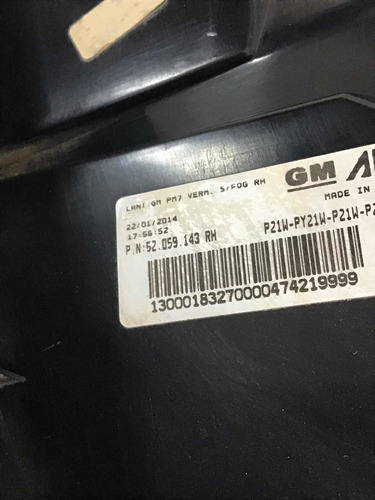 LANT GM PM7 VERM. S/FOG RH
GM
MADE IN
22/01/2014
17:56:52
P21W-PY21W-P21W-P2
P.N:52.059.143 RH
13000183270000474219999